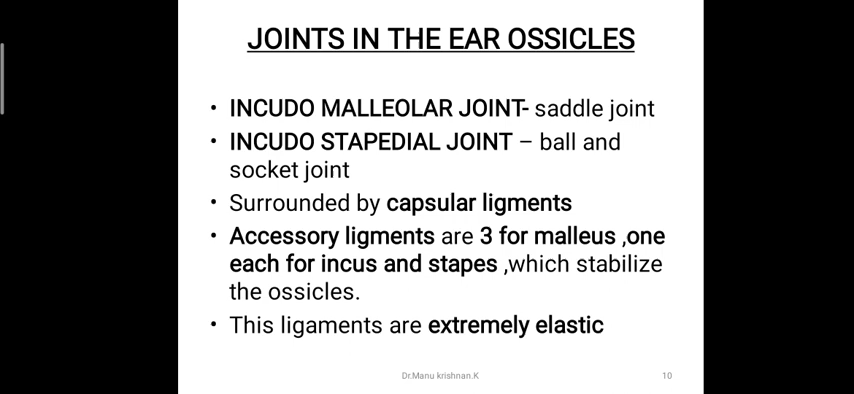 JOINTS IN THE EAR OSSICLES
• INCUDO MALLEOLAR JOINT- saddle joint
• INCUDO STAPEDIAL JOINT – ball and
socket joint
• Surrounded by capsular ligments
• Accessory ligments are 3 for malleus ,one
each for incus and stapes ,which stabilize
the ossicles.
• This ligaments are extremely elastic
Dr.Manu krishnan.K 10